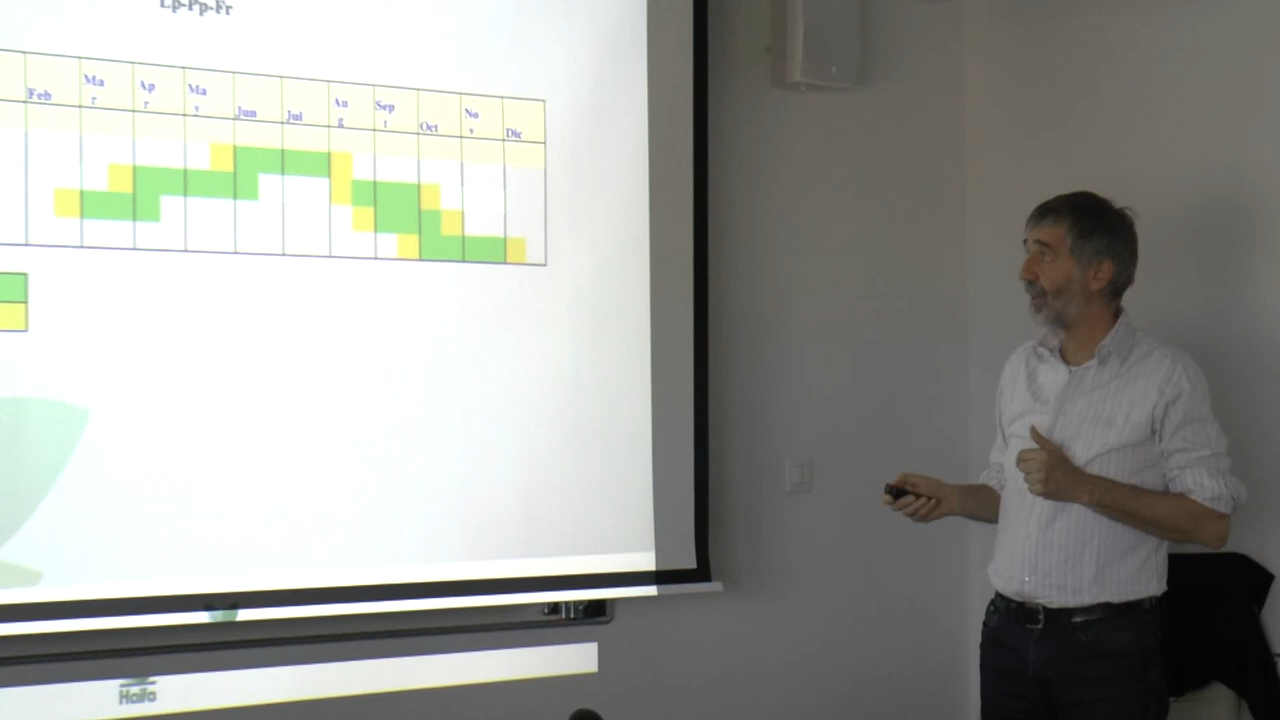 Lp-Pp-Fr
Feb Ma
r Ap
r Ma
y Jun Jul Au
g Sep
t Oct No
v Dic
Haifa